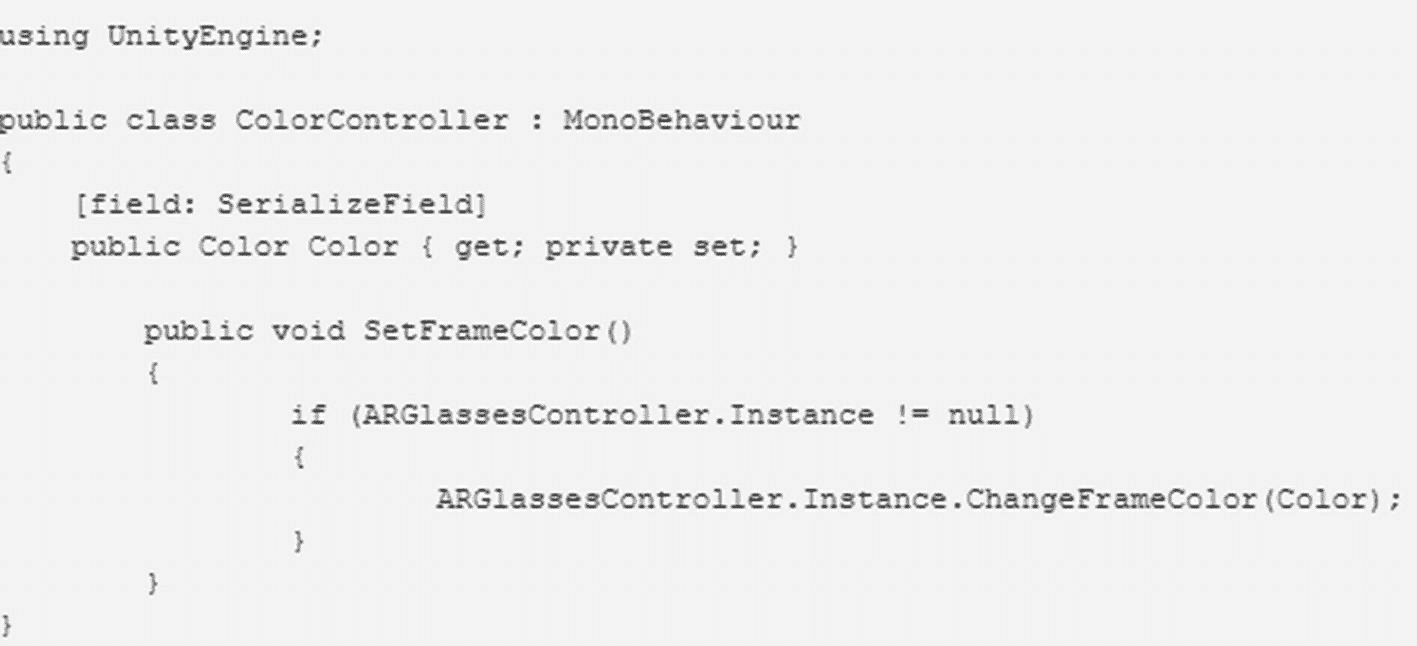 using UnityEngine;
public class ColorController : MonoBehaviour
{
[field: SerializeField]
public Color Color { get; private set; }
public void SetFrameColor()
{
if (ARGlassesController.Instance != null)
{
ARGlassesController.Instance.ChangeFrameColor(Color);
}
}
}